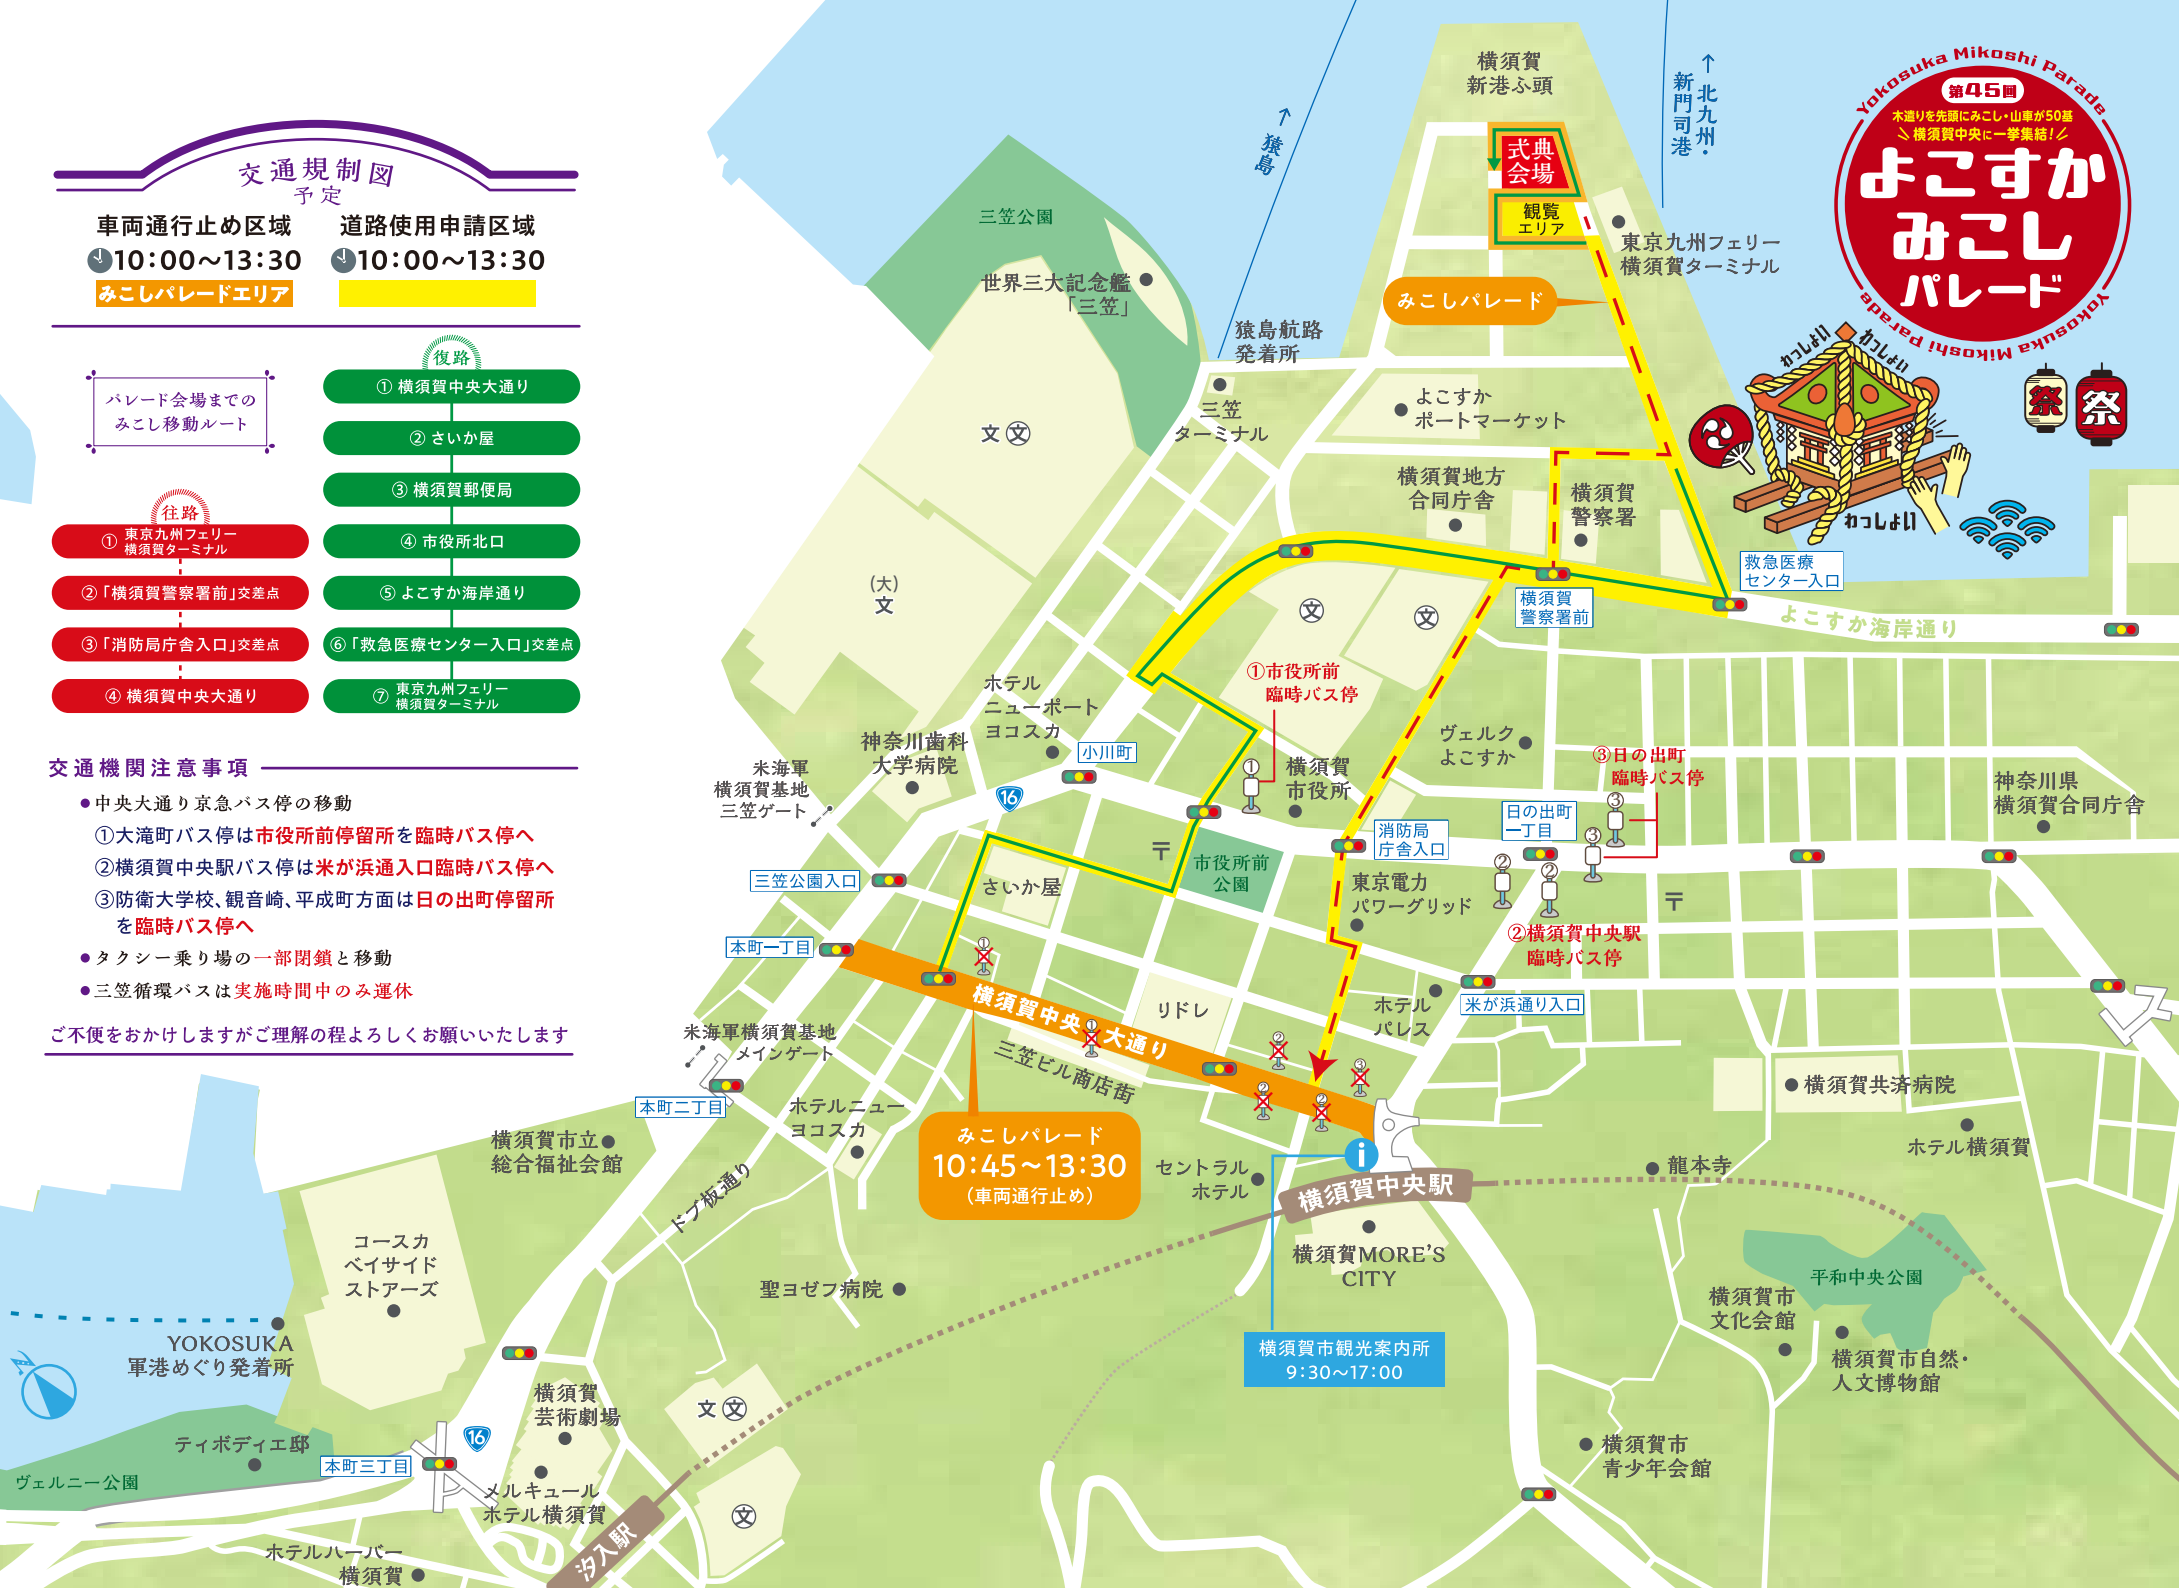 交通規制図
予定
車両通行止め区域
10:00～13:30
みこしパレードエリア
道路使用申請区域
10:00～13:30
パレード会場までの
みこし移動ルート
往路
① 東京九州フェリー
横須賀ターミナル
②「横須賀警察署前」交差点
③「消防局庁舎入口」交差点
④ 横須賀中央大通り
復路
① 横須賀中央大通り
② さいか屋
③ 横須賀郵便局
④ 市役所北口
⑤ よこすか海岸通り
⑥「救急医療センター入口」交差点
⑦ 東京九州フェリー
横須賀ターミナル
交通機関注意事項
●中央大通り京急バス停の移動
①大滝町バス停は市役所前停留所を臨時バス停へ
②横須賀中央駅バス停は米が浜通入口臨時バス停へ
③防衛大学校、観音崎、平成町方面は日の出町停留所
を臨時バス停へ
●タクシー乗り場の一部閉鎖と移動
●三笠循環バスは実施時間中のみ運休
ご不便をおかけしますがご理解の程よろしくお願いいたします
Yokosuka Mikoshi Parade
第45回
木遣りを先頭にみこし・山車が50基
横須賀中央に一挙集結!
よこすか
みこし
パレード
Yokosuka Mikoshi Parade
わっしょい
わっしょい
わっしょい
祭
祭
横須賀
新港ふ頭
→猿島
→北九州・
新門司港
式典
会場
観覧
エリア
東京九州フェリー
横須賀ターミナル
みこしパレード
三笠公園
世界三大記念艦
「三笠」
猿島航路
発着所
三笠
ターミナル
よこすか
ポートマーケット
文 文
横須賀地方
合同庁舎
横須賀
警察署
救急医療
センター入口
横須賀
警察署前
よこすか海岸通り
(大)
文
文
文
①市役所前
臨時バス停
ホテル
ニューポート
ヨコスカ
小川町
神奈川歯科
大学病院
米海軍
横須賀基地
三笠ゲート
16
①
横須賀
市役所
ヴェルク
よこすか
③日の出町
臨時バス停
日の出町
一丁目
③
③
②
②
神奈川県
横須賀合同庁舎
消防局
庁舎入口
〒
市役所前
公園
三笠公園入口
さいか屋
東京電力
パワーグリッド
〒
②横須賀中央駅
臨時バス停
本町一丁目
①
横須賀中央
①
大通り
リドレ
ホテル
パレス
米が浜通り入口
米海軍横須賀基地
メインゲート
三笠ビル商店街
②
③
②
②
本町二丁目
ホテルニュー
ヨコスカ
みこしパレード
10:45～13:30
(車両通行止め)
横須賀市立
総合福祉会館
ドブ板通り
セントラル
ホテル
i
横須賀中央駅
横須賀共済病院
ホテル横須賀
龍本寺
コースカ
ベイサイド
ストアーズ
横須賀MORE'S
CITY
聖ヨゼフ病院
平和中央公園
横須賀市
文化会館
YOKOSUKA
軍港めぐり発着所
横須賀市観光案内所
9:30～17:00
横須賀市自然・
人文博物館
横須賀
芸術劇場
文 文
ティボディエ邸
16
本町三丁目
ヴェルニー公園
横須賀市
青少年会館
メルキュール
ホテル横須賀
文
汐入駅
ホテルハーバー
横須賀